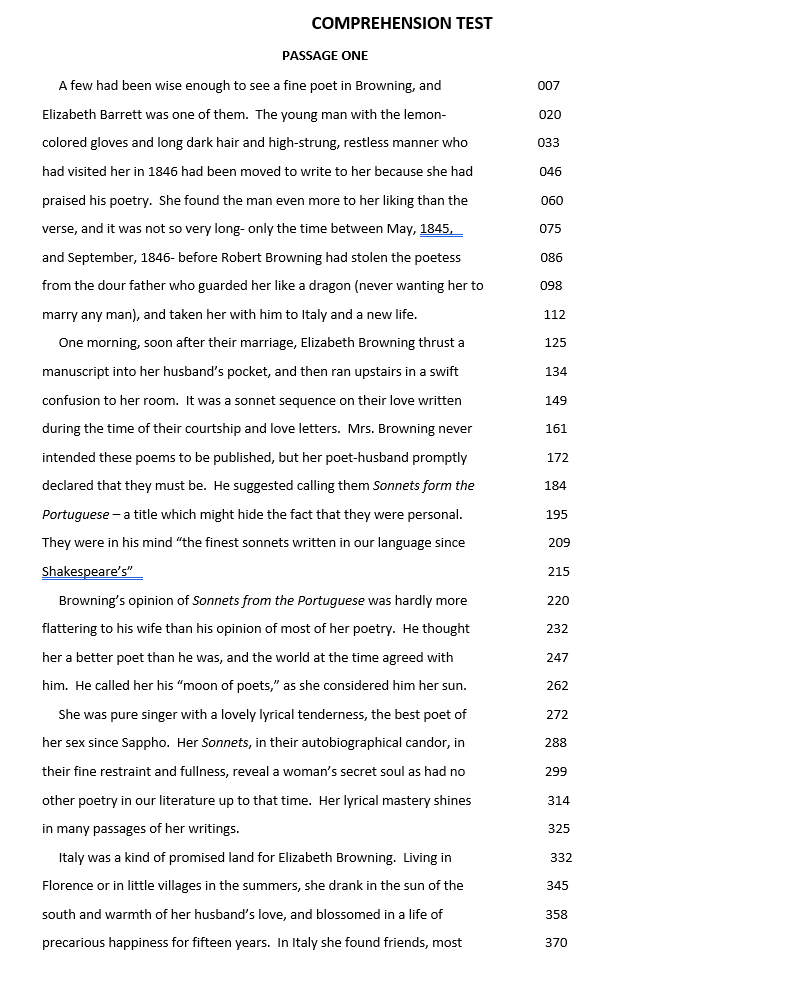 COMPREHENSION TEST
PASSAGE ONE
A few had been wise enough to see a fine poet in Browning, and 007
Elizabeth Barrett was one of them. The young man with the lemon- 020
colored gloves and long dark hair and high-strung, restless manner who 033
had visited her in 1846 had been moved to write to her because she had 046
praised his poetry. She found the man even more to her liking than the 060
verse, and it was not so very long- only the time between May, 1845, 075
and September, 1846- before Robert Browning had stolen the poetess 086
from the dour father who guarded her like a dragon (never wanting her to 098
marry any man), and taken her with him to Italy and a new life. 112
One morning, soon after their marriage, Elizabeth Browning thrust a 125
manuscript into her husband's pocket, and then ran upstairs in a swift 134
confusion to her room. It was a sonnet sequence on their love written 149
during the time of their courtship and love letters. Mrs. Browning never 161
intended these poems to be published, but her poet-husband promptly 172
declared that they must be. He suggested calling them Sonnets form the 184
Portuguese – a title which might hide the fact that they were personal. 195
They were in his mind “the finest sonnets written in our language since 209
Shakespeare's” 215
Browning's opinion of Sonnets from the Portuguese was hardly more 220
flattering to his wife than his opinion of most of her poetry. He thought 232
her a better poet than he was, and the world at the time agreed with 247
him. He called her his “moon of poets,” as she considered him her sun. 262
She was pure singer with a lovely lyrical tenderness, the best poet of 272
her sex since Sappho. Her Sonnets, in their autobiographical candor, in 288
their fine restraint and fullness, reveal a woman's secret soul as had no 299
other poetry in our literature up to that time. Her lyrical mastery shines 314
in many passages of her writings. 325
Italy was a kind of promised land for Elizabeth Browning. Living in 332
Florence or in little villages in the summers, she drank in the sun of the 345
south and warmth of her husband's love, and blossomed in a life of 358
precarious happiness for fifteen years. In Italy she found friends, most 370